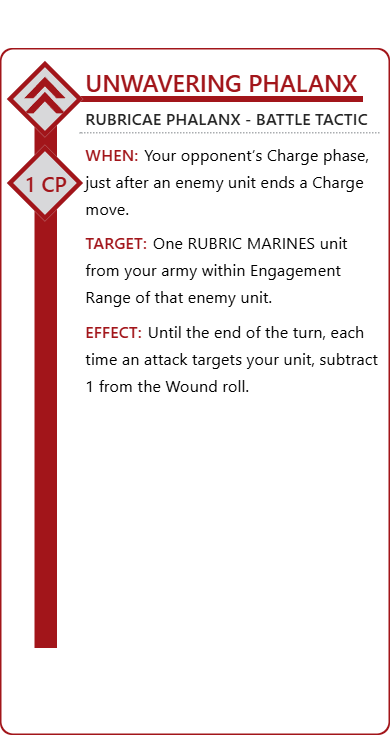 UNWAVERING PHALANX
RUBRICAE PHALANX - BATTLE TACTIC
1 CP
WHEN: Your opponent’s Charge phase,
just after an enemy unit ends a Charge
move.
TARGET: One RUBRIC MARINES unit
from your army within Engagement
Range of that enemy unit.
EFFECT: Until the end of the turn, each
time an attack targets your unit, subtract
1 from the Wound roll.